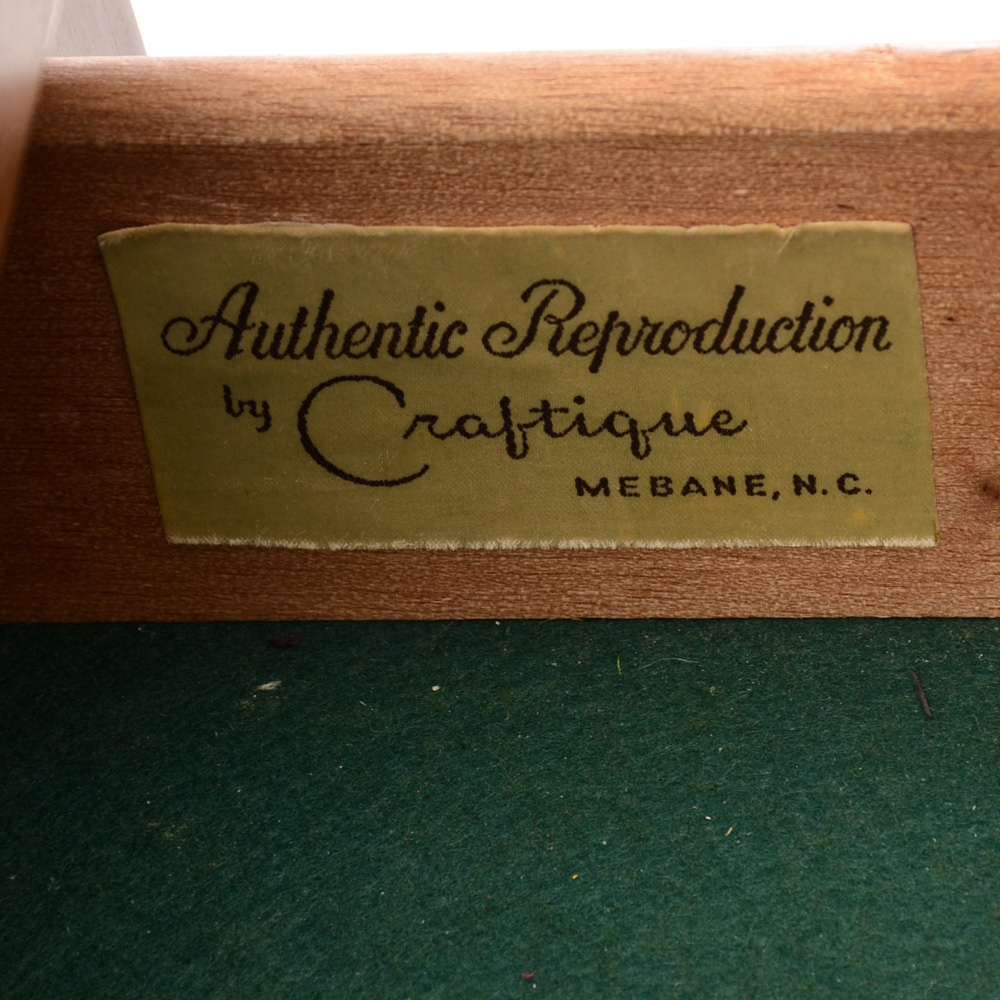 Authentic Reproduction
by Craftique
MEBANE, N.C.